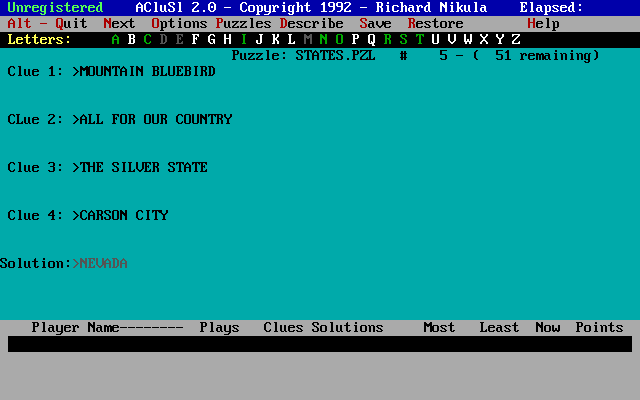 Unregistered ACluSI 2.0 - Copyright 1992 - Richard Nikula Elapsed:
Alt - Quit Next Options Puzzles Describe Save Restore Help
Letters: A B C D E F G H I J K L M N O P Q R S T U V W X Y Z
Puzzle: STATES.PZL # 5 - ( 51 remaining)
Clue 1: >MOUNTAIN BLUEBIRD
CLue 2: >ALL FOR OUR COUNTRY
Clue 3: >THE SILVER STATE
Clue 4: >CARSON CITY
Solution:>NEVADA
Player Name-------- Plays Clues Solutions Most Least Now Points